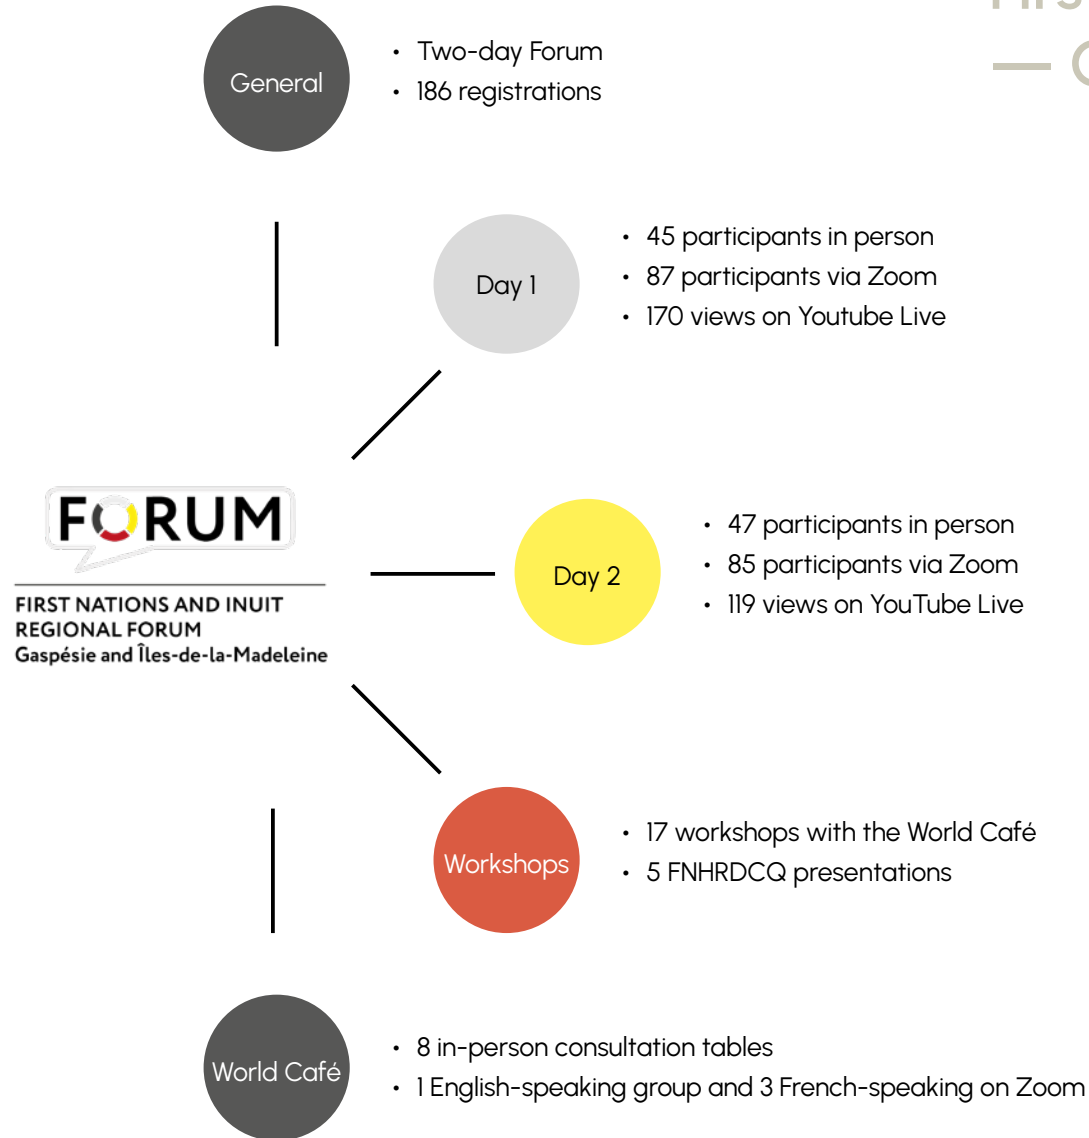 General
• Two-day Forum
• 186 registrations
Day 1
• 45 participants in person
• 87 participants via Zoom
• 170 views on Youtube Live
FORUM
FIRST NATIONS AND INUIT
REGIONAL FORUM
Gaspésie and Îles-de-la-Madeleine
Day 2
• 47 participants in person
• 85 participants via Zoom
• 119 views on YouTube Live
Workshops
• 17 workshops with the World Café
• 5 FNHRDCQ presentations
World Café
• 8 in-person consultation tables
• 1 English-speaking group and 3 French-speaking on Zoom